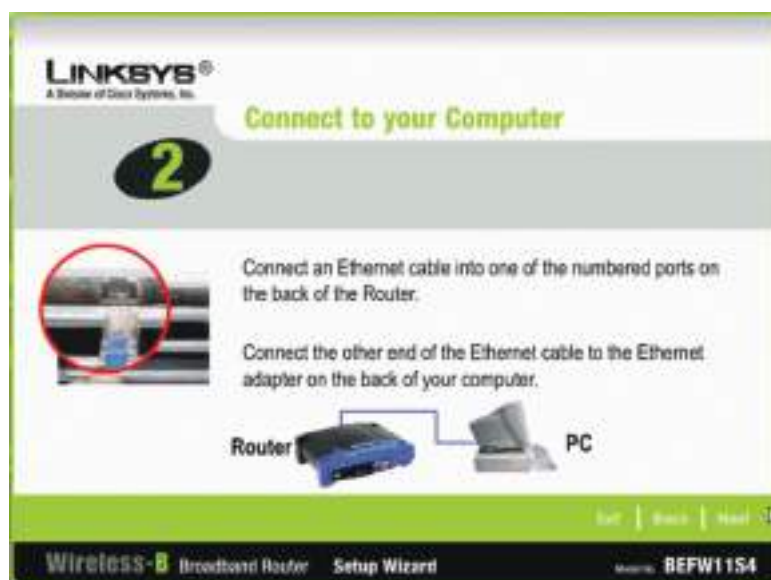 LINKSYS®
A Division of Cisco Systems, Inc.
Connect to your Computer
2
Connect an Ethernet cable into one of the numbered ports on
the back of the Router.
Connect the other end of the Ethernet cable to the Ethernet
adapter on the back of your computer.
Router
PC
Exit | Back | Next
Wireless-B Broadband Router Setup Wizard Model No. BEFW11S4